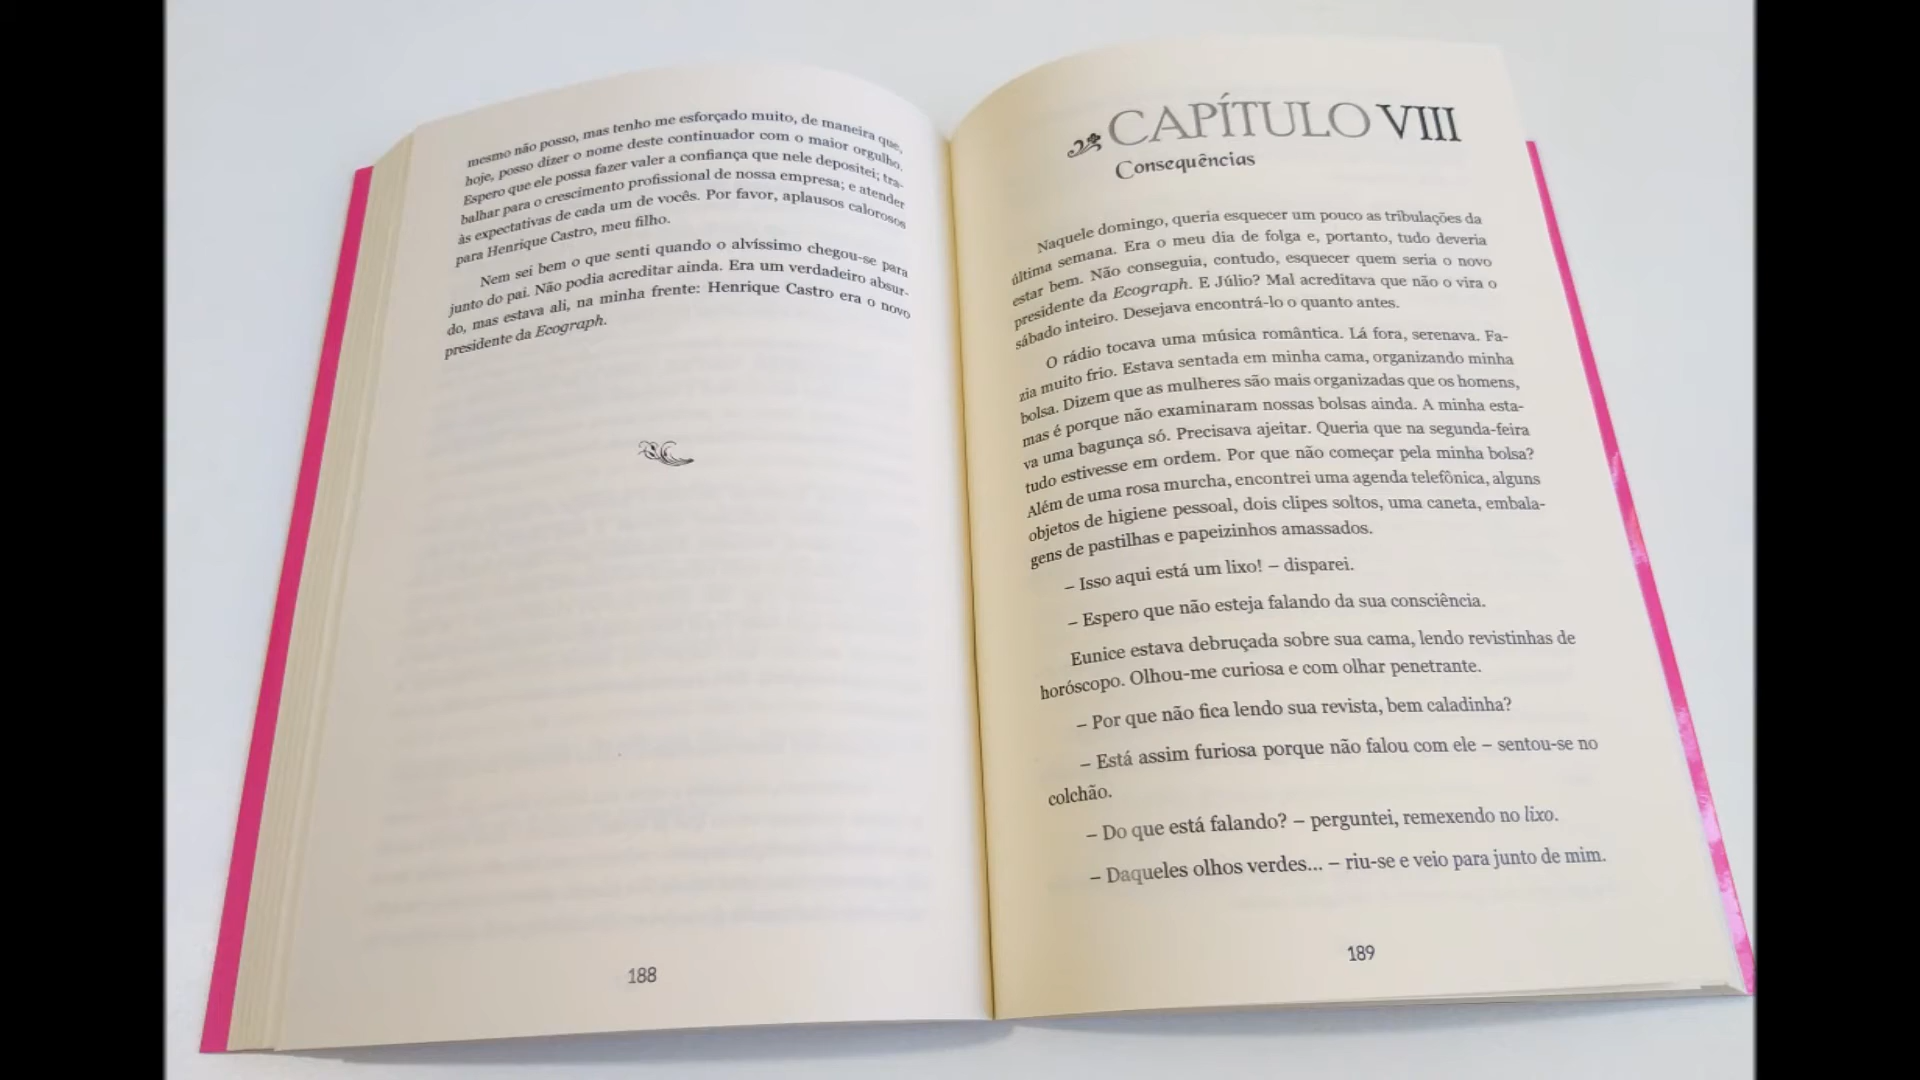 mesmo não posso, mas tenho me esforçado muito, de maneira que,
hoje, posso dizer o nome deste continuador com o maior orgulho.
Espero que ele possa fazer valer a confiança que nele depositei; tra-
balhar para o crescimento profissional de nossa empresa; e atender
às expectativas de cada um de vocês. Por favor, aplausos calorosos
para Henrique Castro, meu filho.
Nem sei bem o que senti quando o alvíssimo chegou-se para
junto do pai. Não podia acreditar ainda. Era um verdadeiro absur-
do, mas estava ali, na minha frente: Henrique Castro era o novo
presidente da Ecograph.
188
CAPÍTULO VIII
Consequências
Naquele domingo, queria esquecer um pouco as tribulações da
última semana. Era o meu dia de folga e, portanto, tudo deveria
estar bem. Não conseguia, contudo, esquecer quem seria o novo
presidente da Ecograph. E Júlio? Mal acreditava que não o vira o
sábado inteiro. Desejava encontrá-lo o quanto antes.
O rádio tocava uma música romântica. Lá fora, serenava. Fa-
zia muito frio. Estava sentada em minha cama, organizando minha
bolsa. Dizem que as mulheres são mais organizadas que os homens,
mas é porque não examinaram nossas bolsas ainda. A minha esta-
va uma bagunça só. Precisava ajeitar. Queria que na segunda-feira
tudo estivesse em ordem. Por que não começar pela minha bolsa?
Além de uma rosa murcha, encontrei uma agenda telefônica, alguns
objetos de higiene pessoal, dois clipes soltos, uma caneta, embala-
gens de pastilhas e papeizinhos amassados.
– Isso aqui está um lixo! – disparei.
– Espero que não esteja falando da sua consciência.
Eunice estava debruçada sobre sua cama, lendo revistinhas de
horóscopo. Olhou-me curiosa e com olhar penetrante.
– Por que não fica lendo sua revista, bem caladinha?
– Está assim furiosa porque não falou com ele – sentou-se no
colchão.
– Do que está falando? – perguntei, remexendo no lixo.
– Daqueles olhos verdes... – riu-se e veio para junto de mim.
189